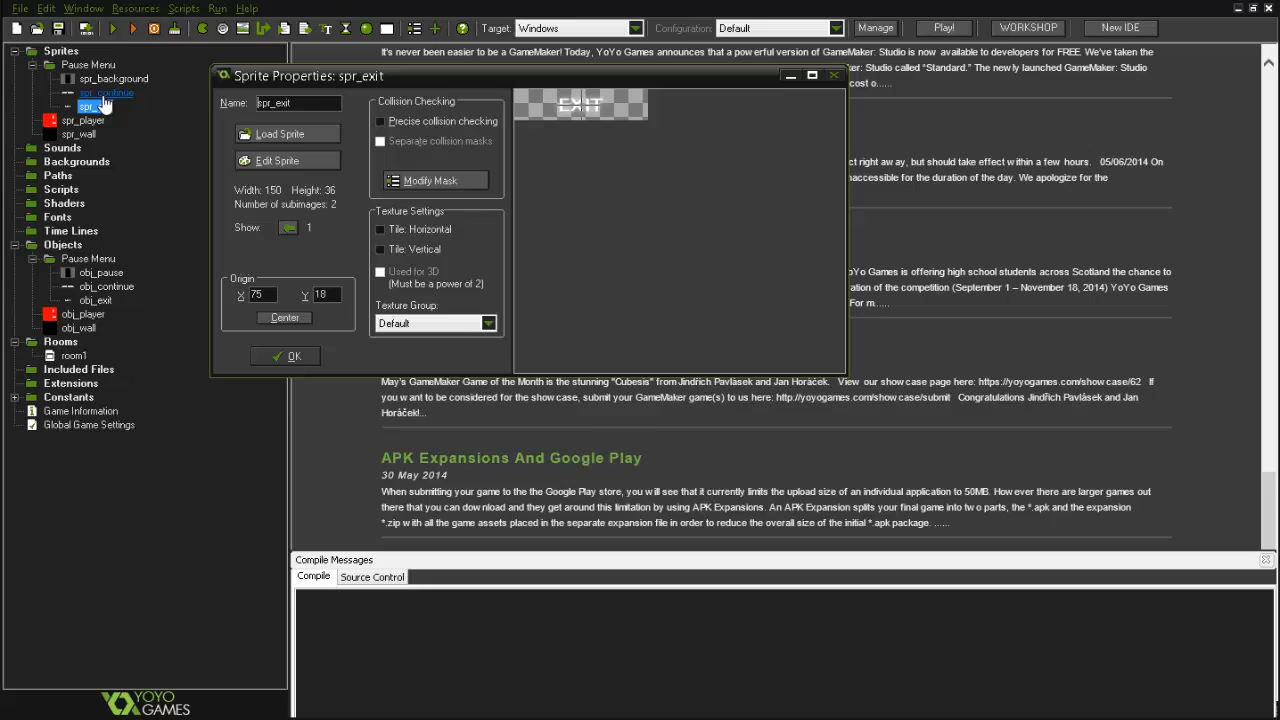 File Edit Window Resources Scripts Run Help
Target: Windows Configuration: Default Manage Play! WORKSHOP New IDE
Sprites
Pause Menu
spr_background
spr_continue
spr_
spr_player
spr_wall
Sounds
Backgrounds
Paths
Scripts
Shaders
Fonts
Time Lines
Objects
Pause Menu
obj_pause
obj_continue
obj_exit
obj_player
obj_wall
Rooms
room1
Included Files
Extensions
Constants
Game Information
Global Game Settings
YOYO
GAMES
It's never been easier to be a GameMaker! Today, YoYo Games announces that a powerful version of GameMaker: Studio is now available to developers for FREE. We've taken the
Maker: Studio called "Standard." The newly launched GameMaker: Studio
cost o.....
Sprite Properties: spr_exit
Name: spr_exit
Load Sprite
Edit Sprite
Width: 150 Height: 36
Number of subimages: 2
Show: 1
Origin
X 75 Y 18
Center
OK
Collision Checking
Precise collision checking
Separate collision masks
Modify Mask
Texture Settings
Tile: Horizontal
Tile: Vertical
Used for 3D
(Must be a power of 2)
Texture Group:
Default
EXIT
ct right away, but should take effect within a few hours. 05/06/2014 On
accessible for the duration of the day. We apologize for the
YoYo Games is offering high school students across Scotland the chance to
ation of the competition (September 1 – November 18, 2014) YoYo Games
For m.....
May's GameMaker Game of the Month is the stunning "Cubesis" from Jindřich Pavlásek and Jan Horáček. View our showcase page here: https://yoyogames.com/showcase/62 If
you want to be considered for the showcase, submit your GameMaker game(s) to us here: http://yoyogames.com/showcase/submit Congratulations Jindřich Pavlásek and Jan
Horáček!...
APK Expansions And Google Play
30 May 2014
When submitting your game to the the Google Play store, you will see that it currently limits the upload size of an individual application to 50MB. However there are larger games out
there that you can download and they get around this limitation by using APK Expansions. An APK Expansion splits your final game into two parts, the *.apk and the expansion
*.zip with all the game assets placed in the separate expansion file in order to reduce the overall size of the initial *.apk package. ......
Compile Messages
Compile Source Control